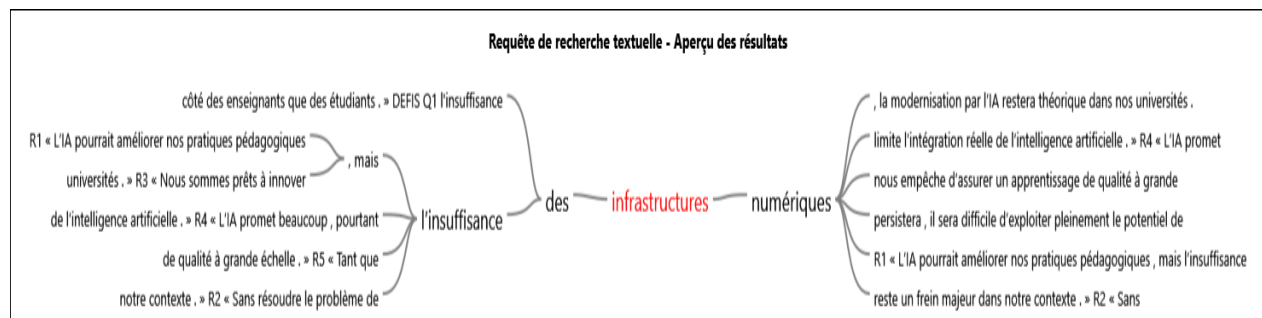 Requête de recherche textuelle - Aperçu des résultats
côté des enseignants que des étudiants . » DEFIS Q1 l'insuffisance
R1 « L'IA pourrait améliorer nos pratiques pédagogiques
, mais
universités . » R3 « Nous sommes prêts à innover
de l'intelligence artificielle . » R4 « L'IA promet beaucoup , pourtant
l'insuffisance
de qualité à grande échelle . » R5 « Tant que
notre contexte . » R2 « Sans résoudre le problème de
des
infrastructures
numériques
, la modernisation par l'IA restera théorique dans nos universités .
limite l'intégration réelle de l'intelligence artificielle . » R4 « L'IA promet
nous empêche d'assurer un apprentissage de qualité à grande
persistera , il sera difficile d'exploiter pleinement le potentiel de
R1 « L'IA pourrait améliorer nos pratiques pédagogiques , mais l'insuffisance
reste un frein majeur dans notre contexte . » R2 « Sans